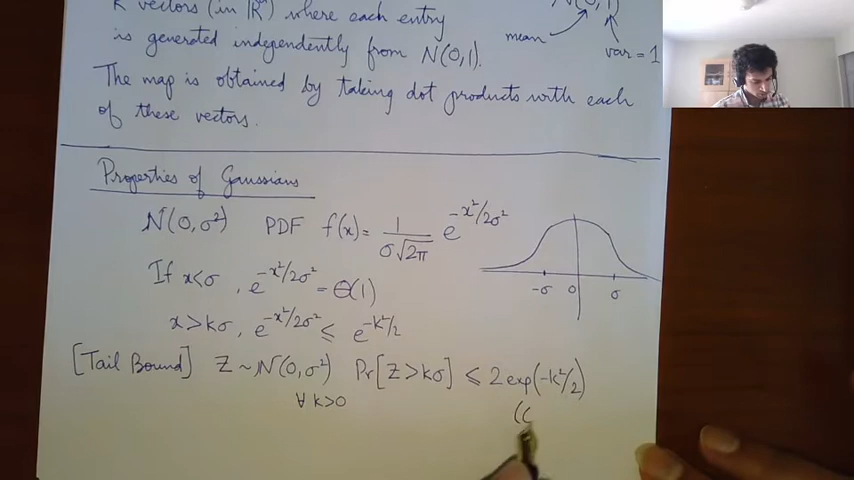 k vectors (in ℝⁿ) where each entry
is generated independently from N(0,1).
N(0,1)
mean
var = 1
The map is obtained by taking dot products with each
of these vectors.
Properties of Gaussians
N(0,σ²) PDF f(x) = 1/(σ√2π) e^(-x²/2σ²)
-σ 0 σ
If x<σ, e^(-x²/2σ²) = Θ(1)
x>kσ, e^(-x²/2σ²) ≤ e^(-k²/2)
[Tail Bound] Z ~ N(0,σ²) Pr[Z > kσ] ≤ 2 exp(-k²/2)
∀ k>0
((